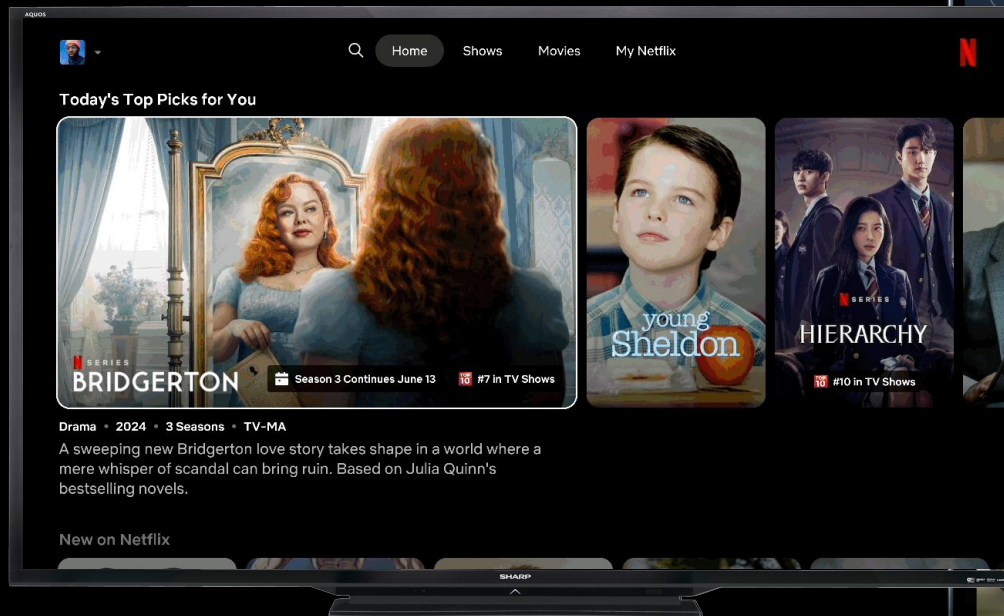 AQUOS
Home
Shows
Movies
My Netflix
N
Today's Top Picks for You
N SERIES
BRIDGERTON
Season 3 Continues June 13
TOP 10
#7 in TV Shows
young
Sheldon
N SERIES
HIERARCHY
TOP 10
#10 in TV Shows
Drama • 2024 • 3 Seasons • TV-MA
A sweeping new Bridgerton love story takes shape in a world where a
mere whisper of scandal can bring ruin. Based on Julia Quinn's
bestselling novels.
New on Netflix
SHARP